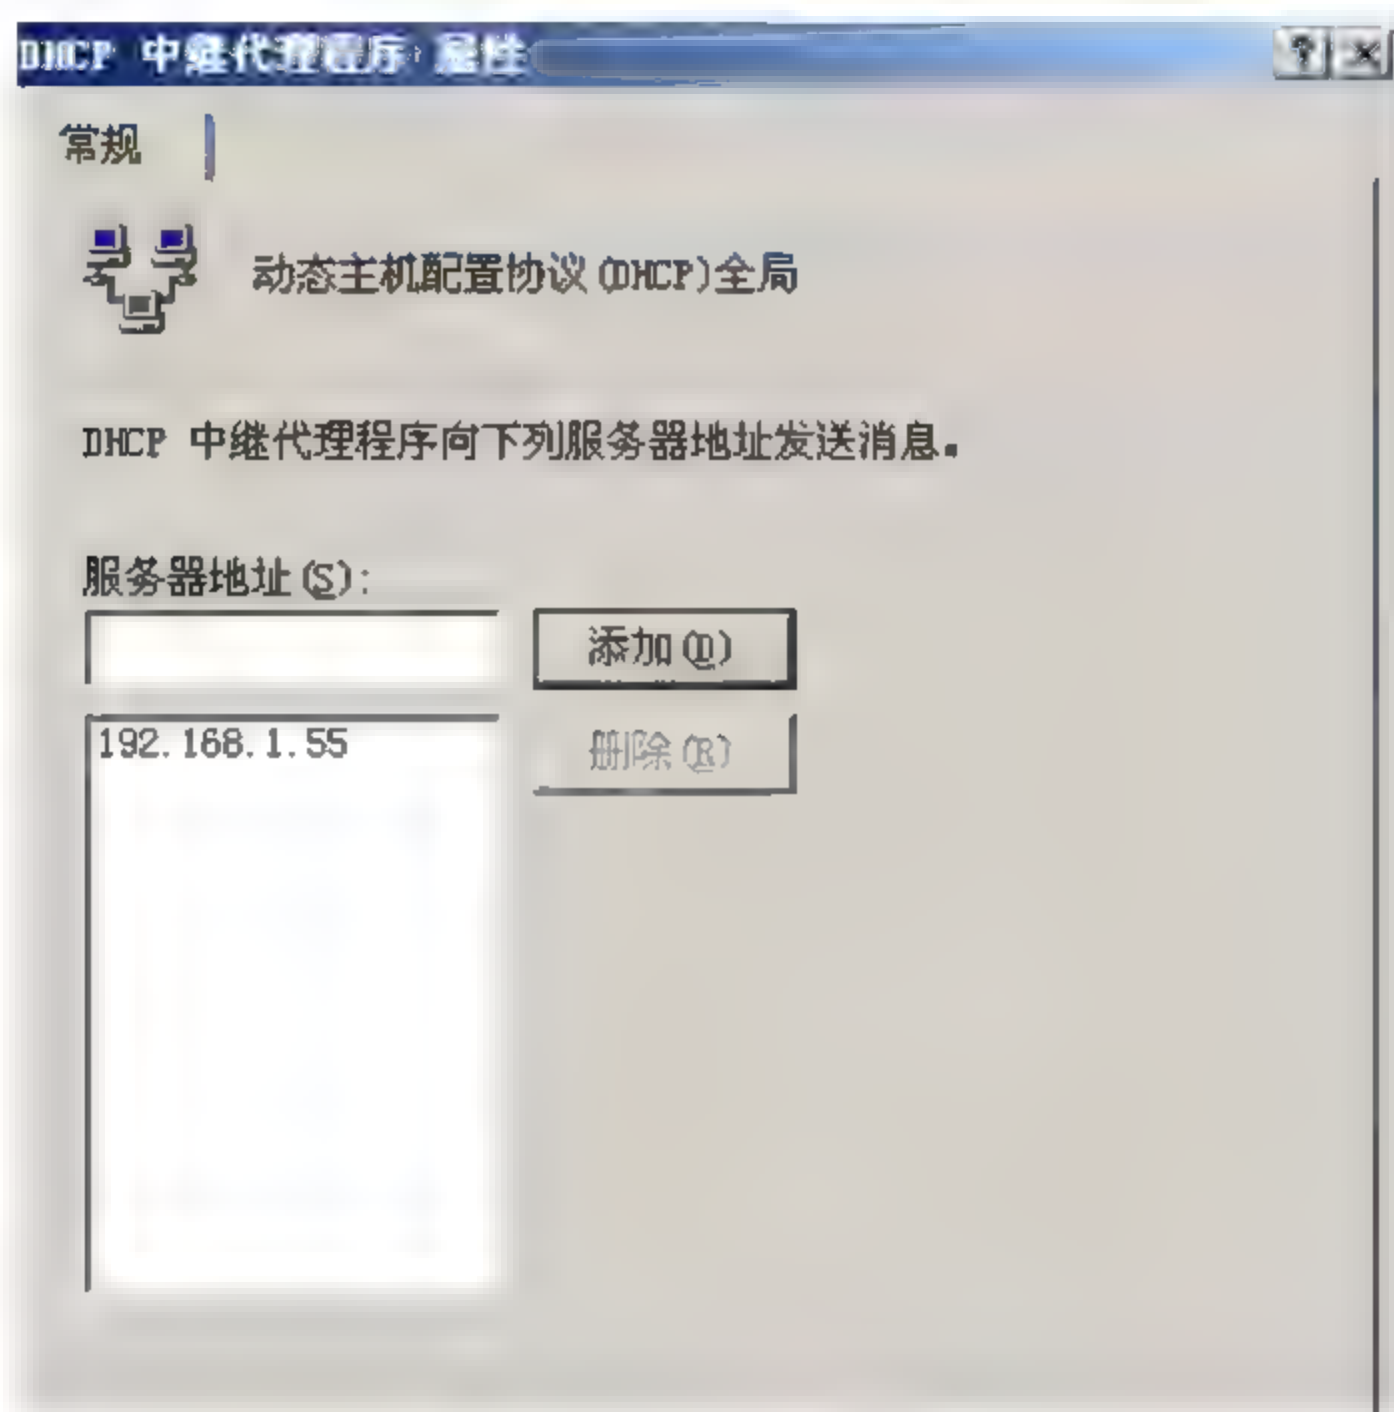 DHCP 中继代理程序 属性
常规
动态主机配置协议(DHCP)全局
DHCP 中继代理程序向下列服务器地址发送消息。
服务器地址(S):
添加(D)
192.168.1.55
删除(R)